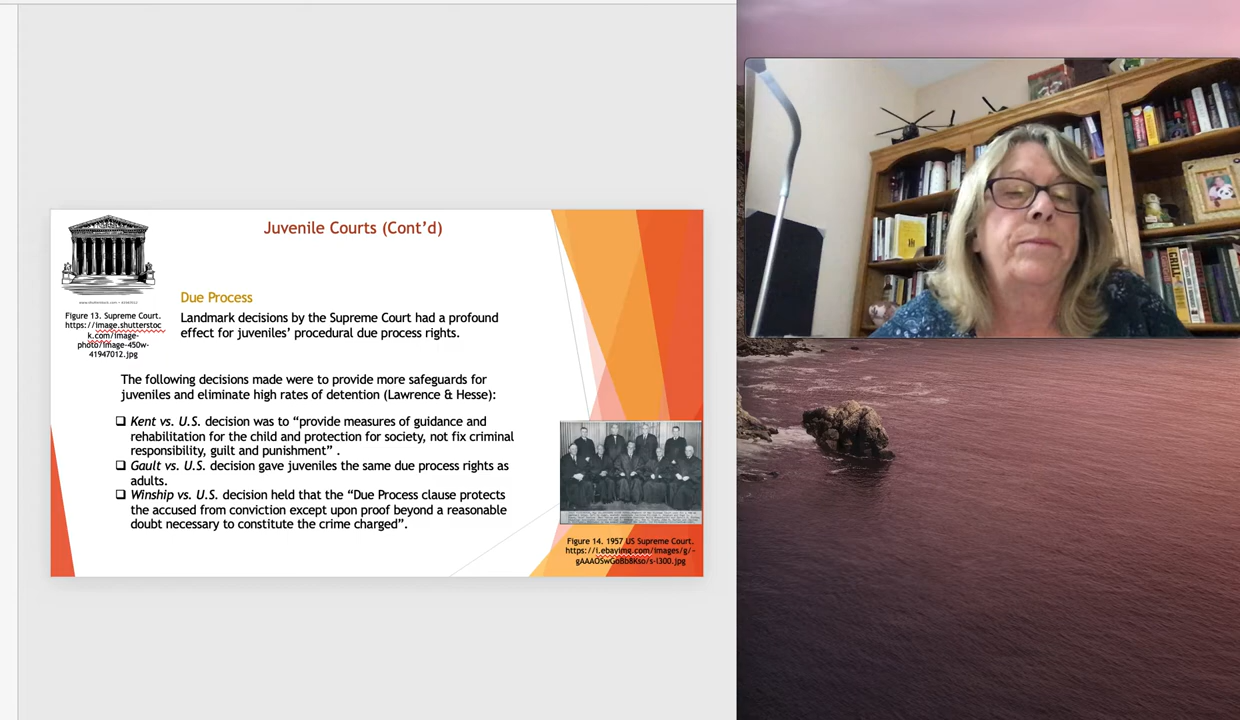 Juvenile Courts (Cont'd)
www.shutterstock.com • 41947012
Figure 13. Supreme Court.
https://image.shutterstoc
k.com/image-
photo/image-450w-
41947012.jpg
Due Process
Landmark decisions by the Supreme Court had a profound
effect for juveniles' procedural due process rights.
The following decisions made were to provide more safeguards for
juveniles and eliminate high rates of detention (Lawrence & Hesse):
❑ Kent vs. U.S. decision was to “provide measures of guidance and
rehabilitation for the child and protection for society, not fix criminal
responsibility, guilt and punishment” .
❑ Gault vs. U.S. decision gave juveniles the same due process rights as
adults.
❑ Winship vs. U.S. decision held that the “Due Process clause protects
the accused from conviction except upon proof beyond a reasonable
doubt necessary to constitute the crime charged”.
Figure 14. 1957 US Supreme Court.
https://i.ebayimg.com/images/g/-